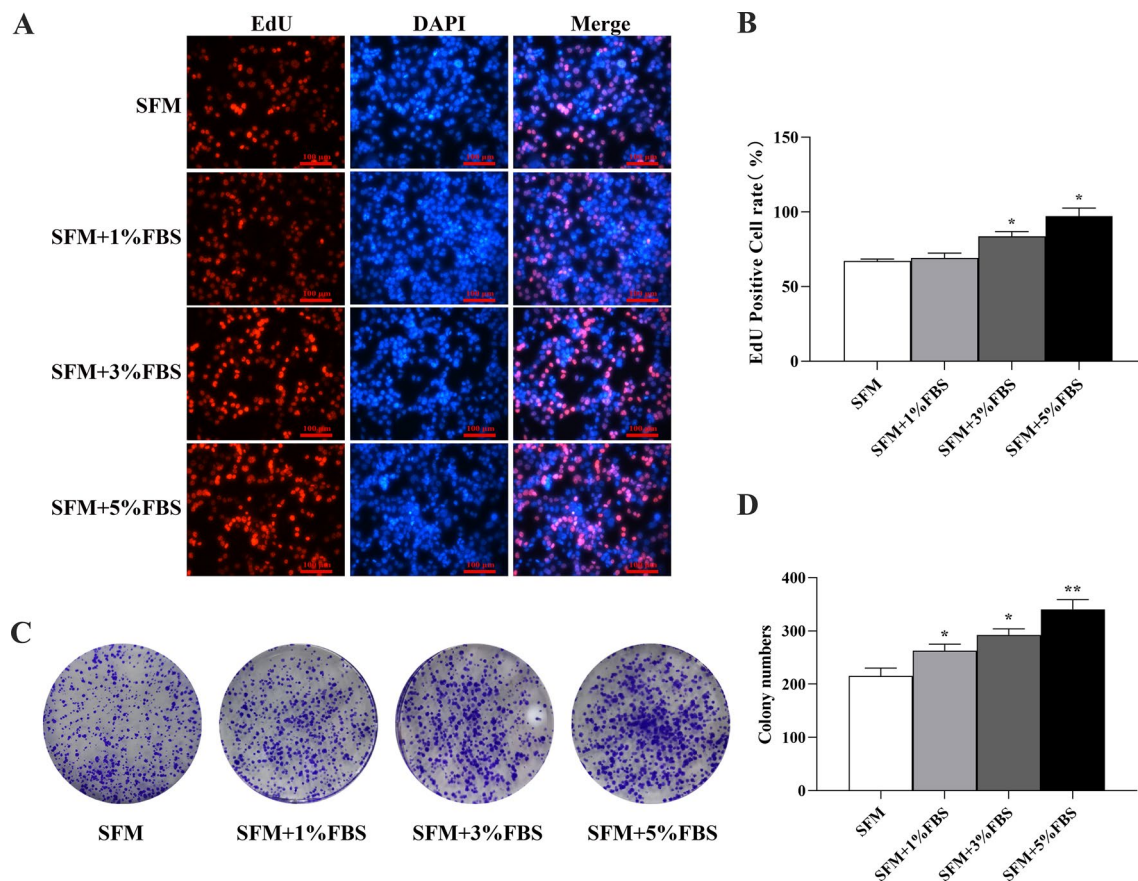 A
EdU DAPI Merge
SFM
100 μm
SFM+1%FBS
100 μm 100 μm 100 μm
SFM+3%FBS
100 μm 100 μm 100 μm
SFM+5%FBS
100 μm 100 μm 100 μm
B
EdU Positive Cell rate( %)
150
100
50
0
* *
SFM SFM+1%FBS SFM+3%FBS SFM+5%FBS
C
SFM SFM+1%FBS SFM+3%FBS SFM+5%FBS
D
Colony numbers
400
300
200
100
0
* * **
SFM SFM+1%FBS SFM+3%FBS SFM+5%FBS